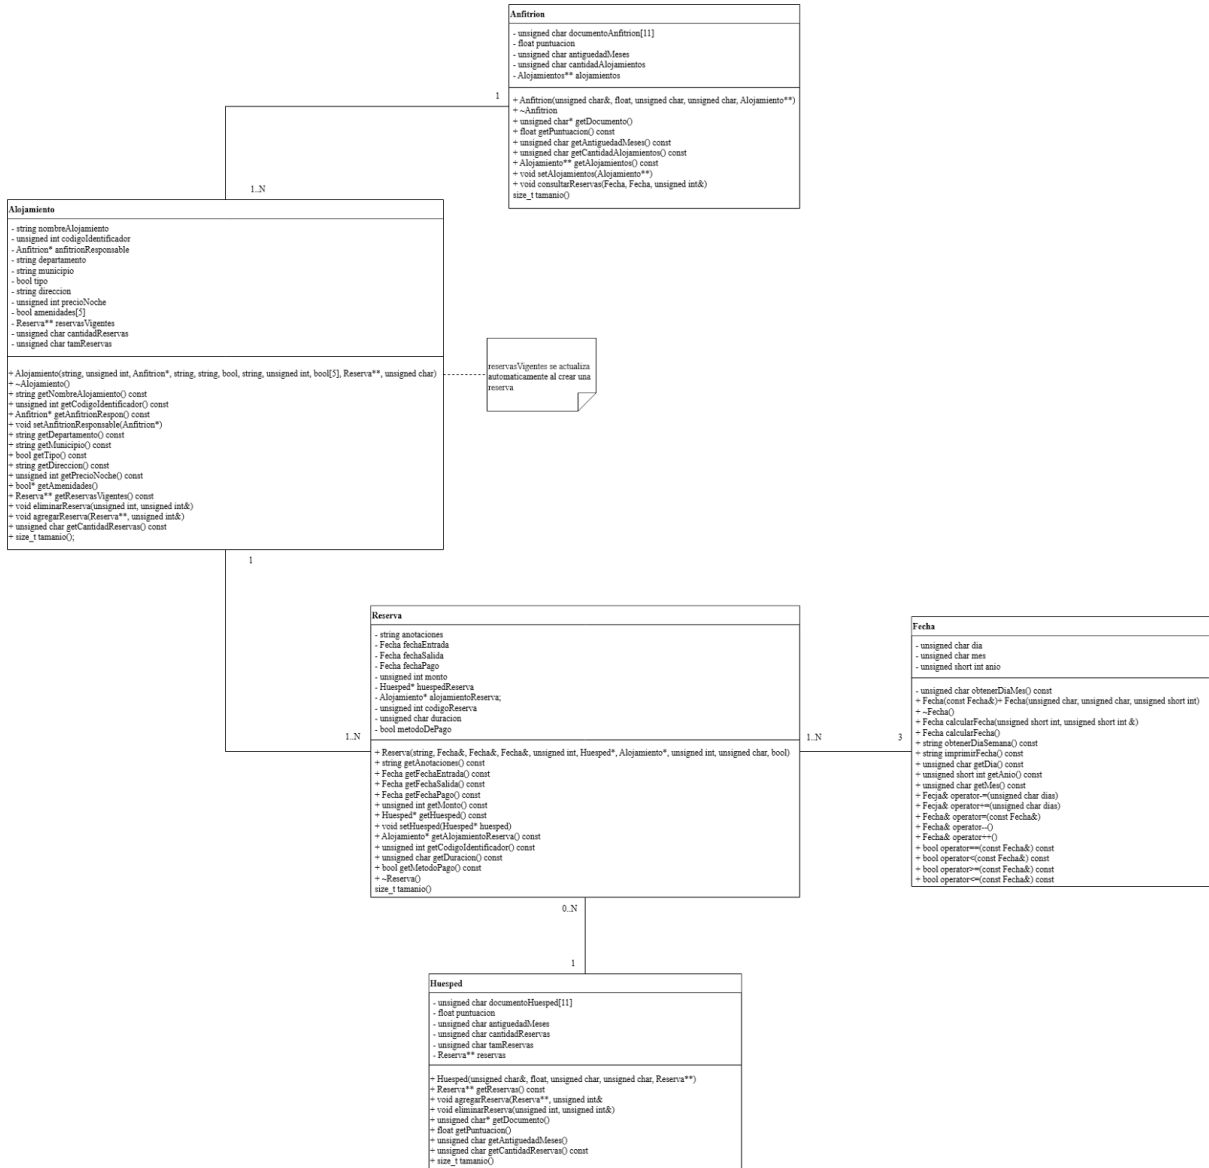 Anfitrion
- unsigned char documentoAnfitrion[11]
- float puntuacion
- unsigned char antiguedadMeses
- unsigned char cantidadAlojamientos
- Alojamientos** alojamientos
+ Anfitrion(unsigned char&, float, unsigned char, unsigned char, Alojamiento**)
+ ~Anfitrion
+ unsigned char* getDocumento()
+ float getPuntuacion() const
+ unsigned char getAntiguedadMeses() const
+ unsigned char getCantidadAlojamientos() const
+ Alojamiento** getAlojamientos() const
+ void setAlojamientos(Alojamiento**)
+ void consultarReservas(Fecha, Fecha, unsigned int&)
size_t tamanio()
1
1..N
Alojamiento
- string nombreAlojamiento
- unsigned int codigoIdentificador
- Anfitrion* anfitrionResponsable
- string departamento
- string municipio
- bool tipo
- string direccion
- unsigned int precioNoche
- bool amenidades[5]
- Reserva** reservasVigentes
- unsigned char cantidadReservas
- unsigned char tamReservas
+ Alojamiento(string, unsigned int, Anfitrion*, string, string, bool, string, unsigned int, bool[5], Reserva**, unsigned char)
+ ~Alojamiento()
+ string getNombreAlojamiento() const
+ unsigned int getCodigoIdentificador() const
+ Anfitrion* getAnfitrionRespon() const
+ void setAnfitrionResponsable(Anfitrion*)
+ string getDepartamento() const
+ string getMunicipio() const
+ bool getTipo() const
+ string getDireccion() const
+ unsigned int getPrecioNoche() const
+ bool* getAmenidades()
+ Reserva** getReservasVigentes() const
+ void eliminarReserva(unsigned int, unsigned int&)
+ void agregarReserva(Reserva**, unsigned int&)
+ unsigned char getCantidadReservas() const
+ size_t tamanio();
reservasVigentes se actualiza
automaticamente al crear una
reserva
1
1..N
Reserva
- string anotaciones
- Fecha fechaEntrada
- Fecha fechaSalida
- Fecha fechaPago
- unsigned int monto
- Huesped* huespedReserva
- Alojamiento* alojamientoReserva;
- unsigned int codigoReserva
- unsigned char duracion
- bool metodoDePago
+ Reserva(string, Fecha&, Fecha&, Fecha&, unsigned int, Huesped*, Alojamiento*, unsigned int, unsigned char, bool)
+ string getAnotaciones() const
+ Fecha getFechaEntrada() const
+ Fecha getFechaSalida() const
+ Fecha getFechaPago() const
+ unsigned int getMonto() const
+ Huesped* getHuesped() const
+ void setHuesped(Huesped* huesped)
+ Alojamiento* getAlojamientoReserva() const
+ unsigned int getCodigoIdentificador() const
+ unsigned char getDuracion() const
+ bool getMetodoPago() const
+ ~Reserva()
size_t tamanio()
1..N
3
Fecha
- unsigned char dia
- unsigned char mes
- unsigned short int anio
- unsigned char obtenerDiaMes() const
+ Fecha(const Fecha&)+ Fecha(unsigned char, unsigned char, unsigned short int)
+ ~Fecha()
+ Fecha calcularFecha(unsigned short int, unsigned short int &)
+ Fecha calcularFecha()
+ string obtenerDiaSemana() const
+ string imprimirFecha() const
+ unsigned char getDia() const
+ unsigned short int getAnio() const
+ unsigned char getMes() const
+ Fecja& operator-=(unsigned char dias)
+ Fecja& operator+=(unsigned char dias)
+ Fecha& operator=(const Fecha&)
+ Fecha& operator--()
+ Fecha& operator++()
+ bool operator==(const Fecha&) const
+ bool operator<(const Fecha&) const
+ bool operator>=(const Fecha&) const
+ bool operator<=(const Fecha&) const
0..N
1
Huesped
- unsigned char documentoHuesped[11]
- float puntuacion
- unsigned char antiguedadMeses
- unsigned char cantidadReservas
- unsigned char tamReservas
- Reserva** reservas
+ Huesped(unsigned char&, float, unsigned char, unsigned char, Reserva**)
+ Reserva** getReservas() const
+ void agregarReserva(Reserva**, unsigned int&
+ void eliminarReserva(unsigned int, unsigned int&)
+ unsigned char* getDocumento()
+ float getPuntuacion()
+ unsigned char getAntiguedadMeses()
+ unsigned char getCantidadReservas() const
+ size_t tamanio()